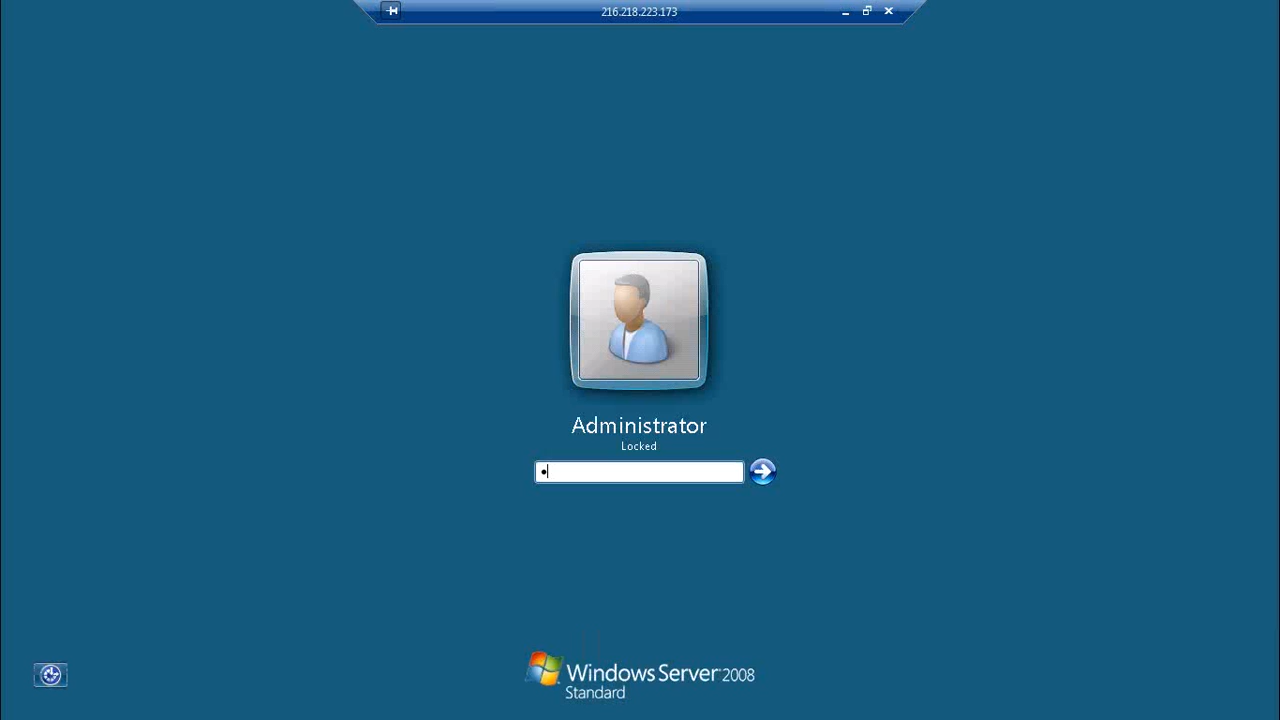 216.218.223.173
Administrator
Locked
Windows Server 2008
Standard